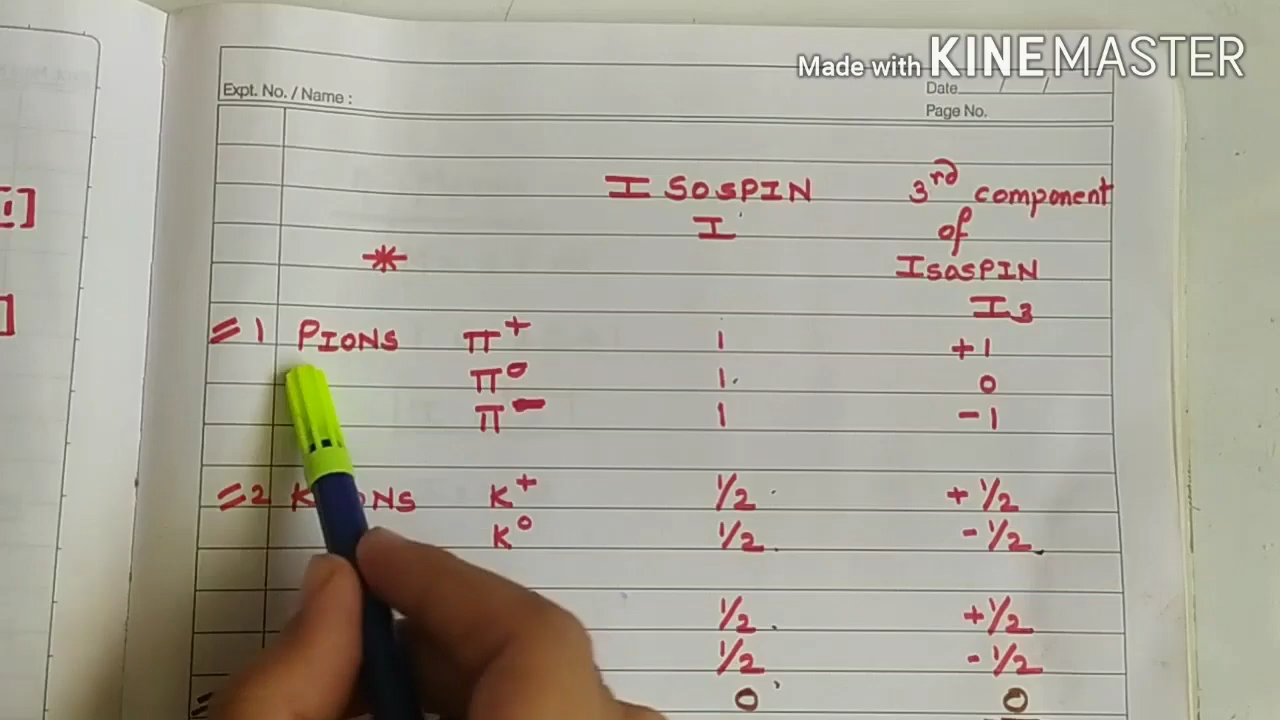 Made with KINEMASTER
Expt. No. / Name :
Date / /
Page No.
ISOSPIN 3rd component
I of
* ISOSPIN
I3
=1 PIONS π+ 1 +1
π0 1 0
π- 1 -1
=2 K+ 1/2 +1/2
K0 1/2 -1/2
1/2 +1/2
1/2 -1/2
0 0